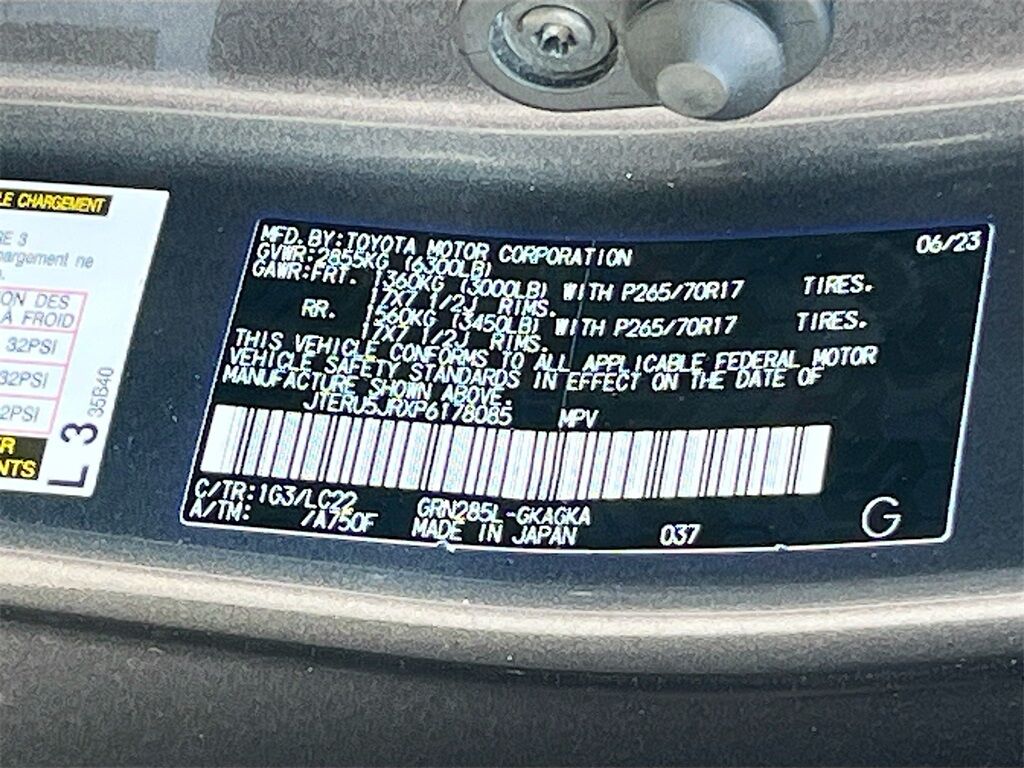 LE CHARGEMENT
RE 3
pargement ne
ON DES
A FROID
32PSI
32PSI
2PSI
R
NTS
L 3
35B40
MFD. BY: TOYOTA MOTOR CORPORATION 06/23
GVWR: 2855KG (6300LB)
GAWR: FRT. 1360KG (3000LB) WITH P265/70R17 TIRES.
17X7 1/2J RIMS.
RR. 1560KG (3450LB) WITH P265/70R17 TIRES.
17X7 1/2J RIMS.
THIS VEHICLE CONFORMS TO ALL APPLICABLE FEDERAL MOTOR
VEHICLE SAFETY STANDARDS IN EFFECT ON THE DATE OF
MANUFACTURE SHOWN ABOVE.
JTERU5JRXP6178085 MPV
C/TR: 1G3/LC22 GRN285L-GKAGKA
A/TM: /A750F MADE IN JAPAN 037 G